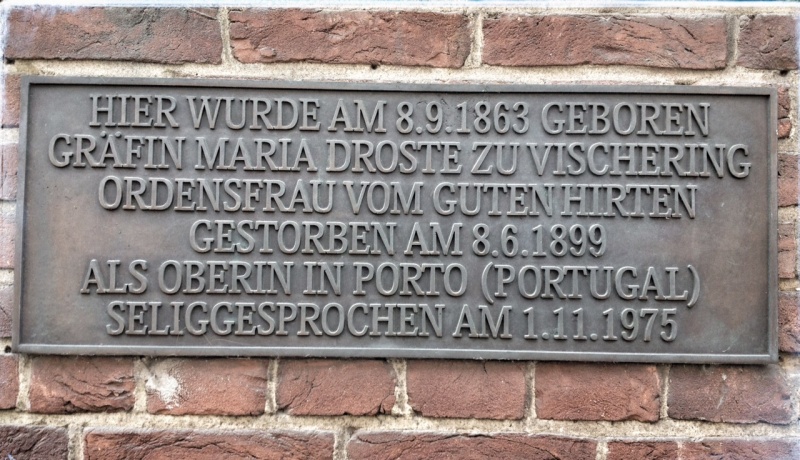 HIER WURDE AM 8.9.1863 GEBOREN
GRÄFIN MARIA DROSTE ZU VISCHERING
ORDENSFRAU VOM GUTEN HIRTEN
GESTORBEN AM 8.6.1899
ALS OBERIN IN PORTO (PORTUGAL)
SELIGGESPROCHEN AM 1.11.1975